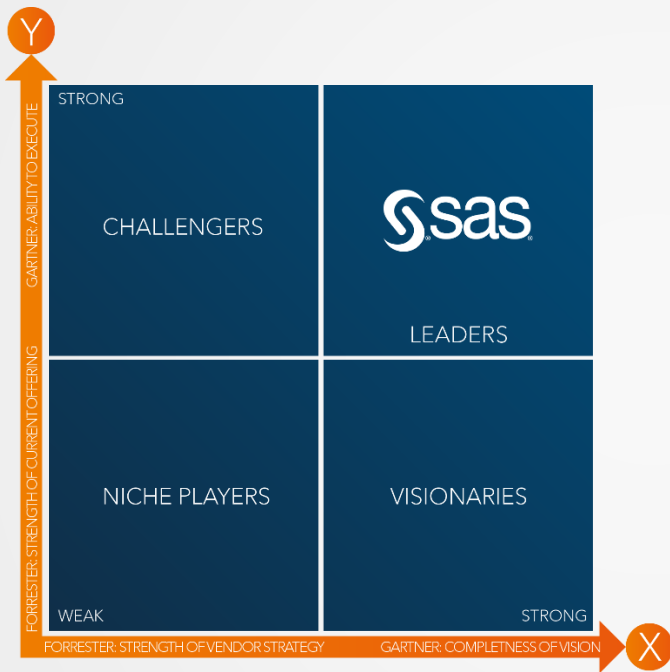 Y
STRONG
GARTNER: ABILITY TO EXECUTE
CHALLENGERS
sas
LEADERS
FORRESTER: STRENGTH OF CURRENT OFFERING
NICHE PLAYERS
VISIONARIES
WEAK
STRONG
FORRESTER: STRENGTH OF VENDOR STRATEGY
GARTNER: COMPLETNESS OF VISION
X